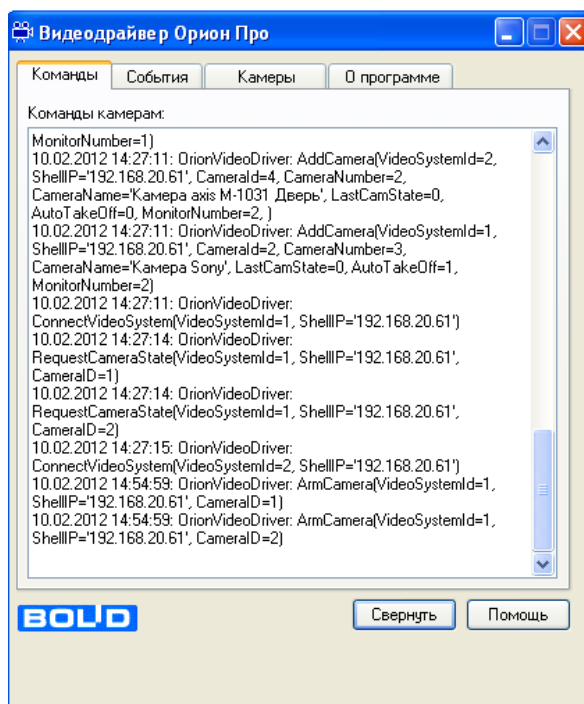 Видеодрайвер Орион Про
Команды События Камеры О программе
Команды камерам:
MonitorNumber=1)
10.02.2012 14:27:11: OrionVideoDriver: AddCamera(VideoSystemId=2,
ShellIP='192.168.20.61', CameraId=4, CameraNumber=2,
CameraName='Камера axis M-1031 Дверь', LastCamState=0,
AutoTakeOff=0, MonitorNumber=2, )
10.02.2012 14:27:11: OrionVideoDriver: AddCamera(VideoSystemId=1,
ShellIP='192.168.20.61', CameraId=2, CameraNumber=3,
CameraName='Камера Sony', LastCamState=0, AutoTakeOff=1,
MonitorNumber=2)
10.02.2012 14:27:11: OrionVideoDriver:
ConnectVideoSystem(VideoSystemId=1, ShellIP='192.168.20.61')
10.02.2012 14:27:14: OrionVideoDriver:
RequestCameraState(VideoSystemId=1, ShellIP='192.168.20.61',
CameraID=1)
10.02.2012 14:27:14: OrionVideoDriver:
RequestCameraState(VideoSystemId=1, ShellIP='192.168.20.61',
CameraID=2)
10.02.2012 14:27:15: OrionVideoDriver:
ConnectVideoSystem(VideoSystemId=2, ShellIP='192.168.20.61')
10.02.2012 14:54:59: OrionVideoDriver: ArmCamera(VideoSystemId=1,
ShellIP='192.168.20.61', CameraID=1)
10.02.2012 14:54:59: OrionVideoDriver: ArmCamera(VideoSystemId=1,
ShellIP='192.168.20.61', CameraID=2)
BOLID Свернуть Помощь